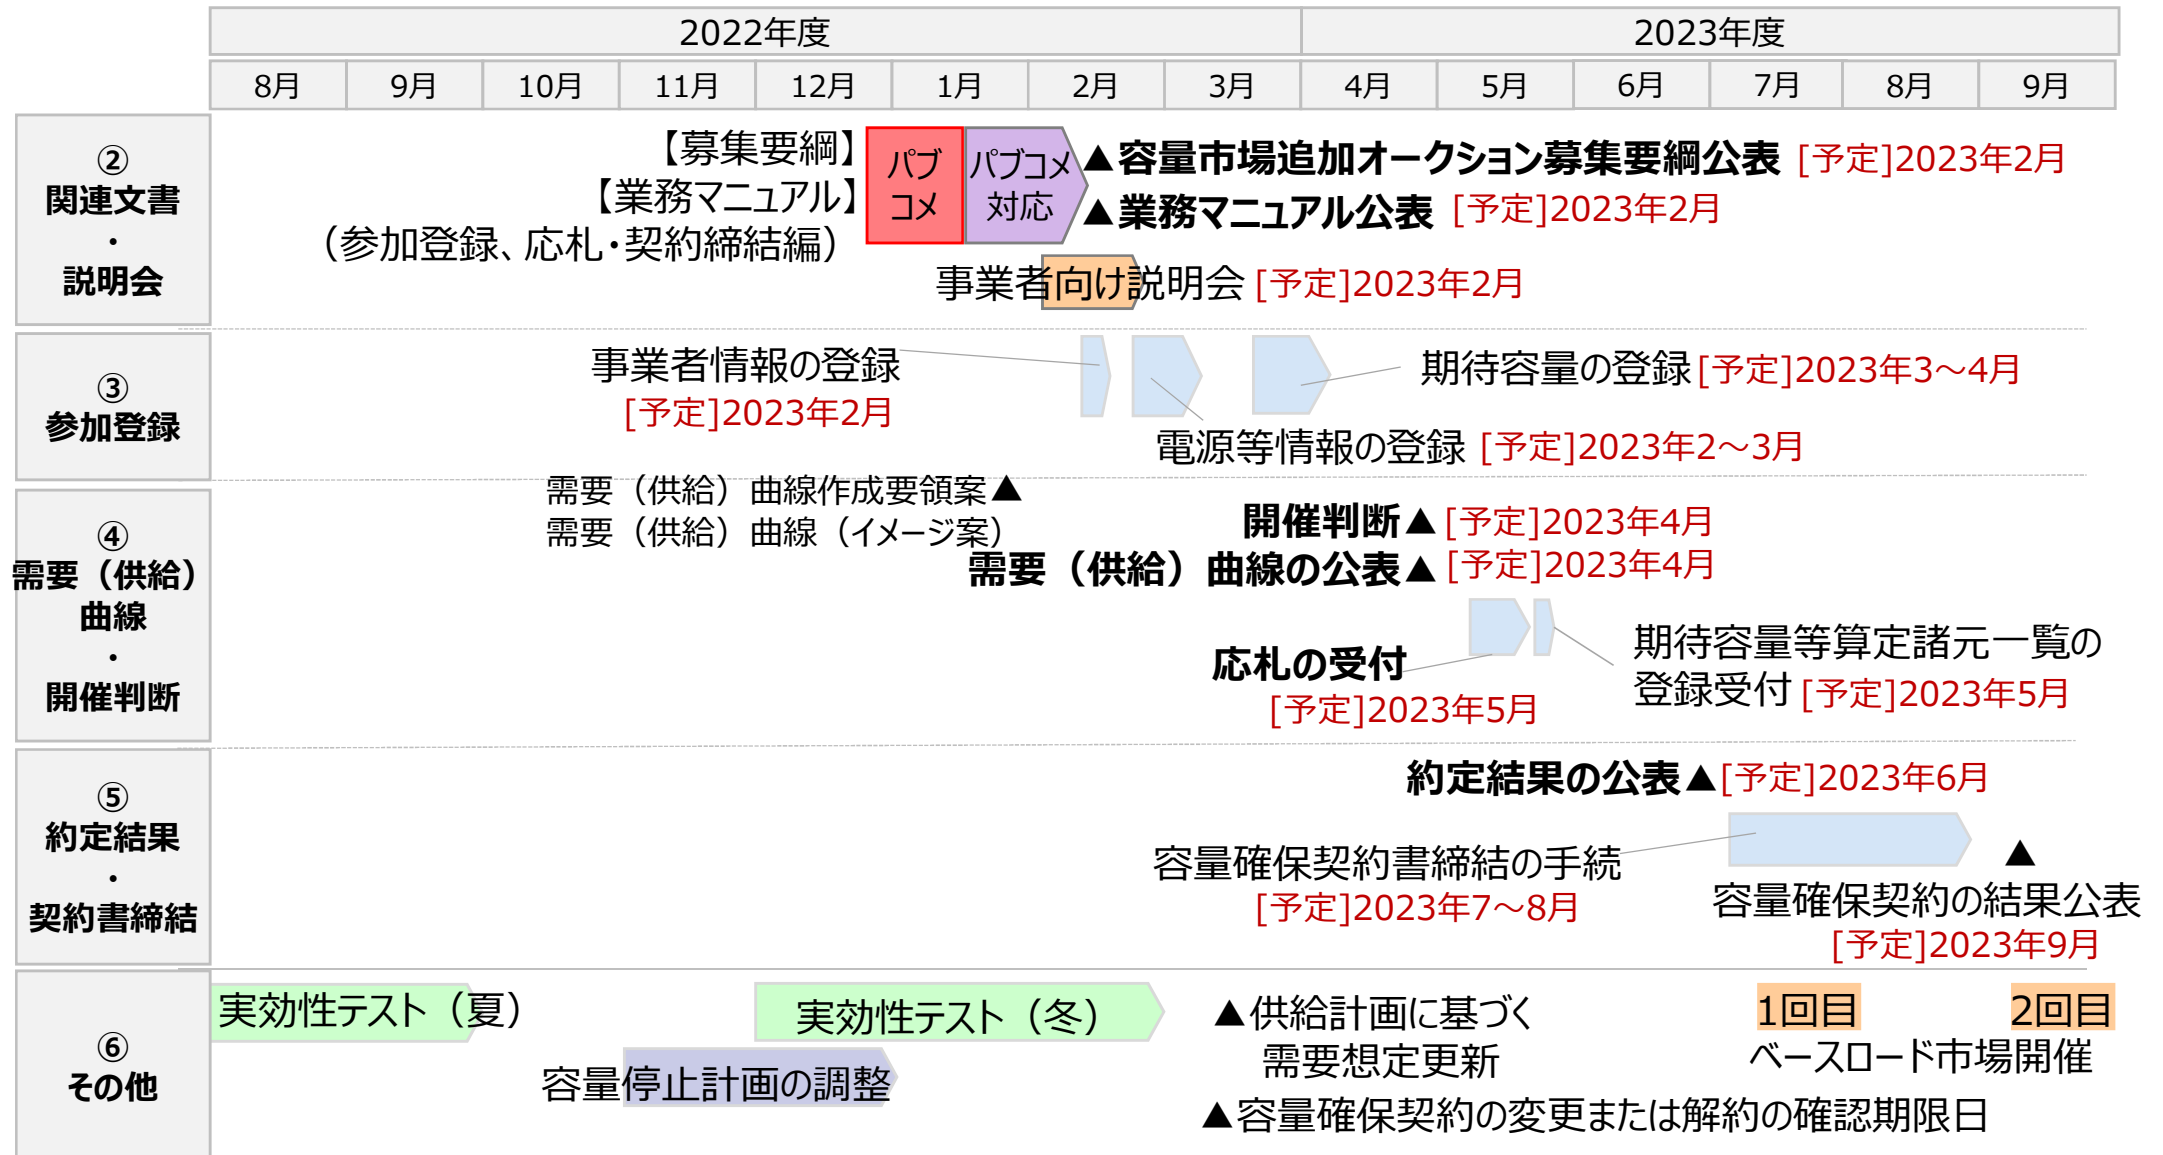 2022年度
2023年度
8月 9月 10月 11月 12月 1月 2月 3月 4月 5月 6月 7月 8月 9月
②
関連文書
・
説明会
【募集要綱】
【業務マニュアル】
（参加登録、応札・契約締結編）
パブ
コメ
パブコメ
対応
▲容量市場追加オークション募集要綱公表 [予定]2023年2月
▲業務マニュアル公表 [予定]2023年2月
事業者向け説明会 [予定]2023年2月
③
参加登録
事業者情報の登録
[予定]2023年2月
期待容量の登録 [予定]2023年3～4月
電源等情報の登録 [予定]2023年2～3月
④
需要（供給）
曲線
・
開催判断
需要（供給）曲線作成要領案▲
需要（供給）曲線（イメージ案）
開催判断▲ [予定]2023年4月
需要（供給）曲線の公表▲ [予定]2023年4月
応札の受付
[予定]2023年5月
期待容量等算定諸元一覧の
登録受付 [予定]2023年5月
⑤
約定結果
・
契約書締結
約定結果の公表▲ [予定]2023年6月
容量確保契約書締結の手続
[予定]2023年7～8月
▲
容量確保契約の結果公表
[予定]2023年9月
⑥
その他
実効性テスト（夏）
実効性テスト（冬）
容量停止計画の調整
▲供給計画に基づく
需要想定更新
▲容量確保契約の変更または解約の確認期限日
1回目
2回目
ベースロード市場開催